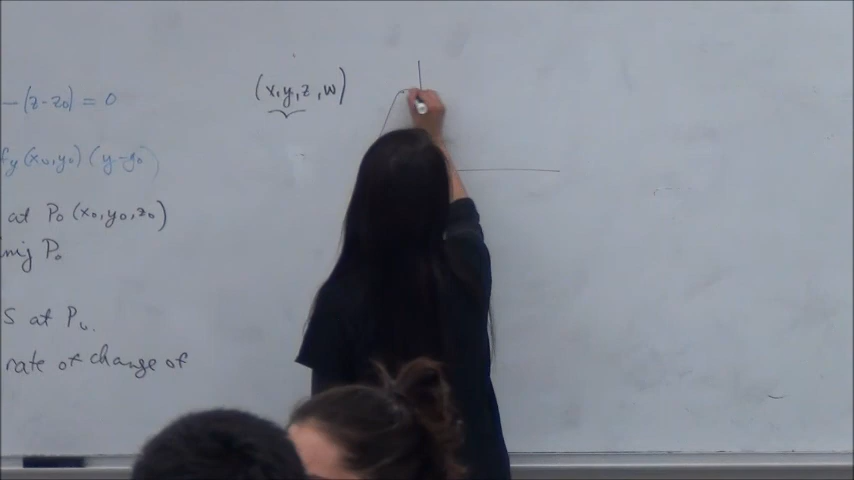 - (z - z0) = 0
fy(x0, y0) (y - y0)
at P0 (x0, y0, z0)
P0
S at P0.
rate of change of
(x, y, z, w)